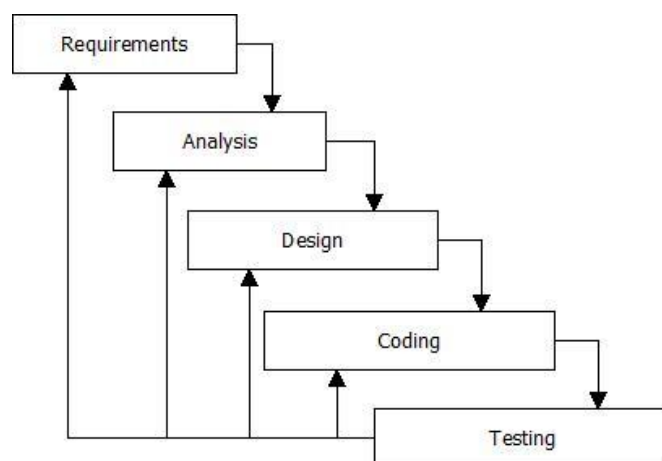 Requirements
Analysis
Design
Coding
Testing